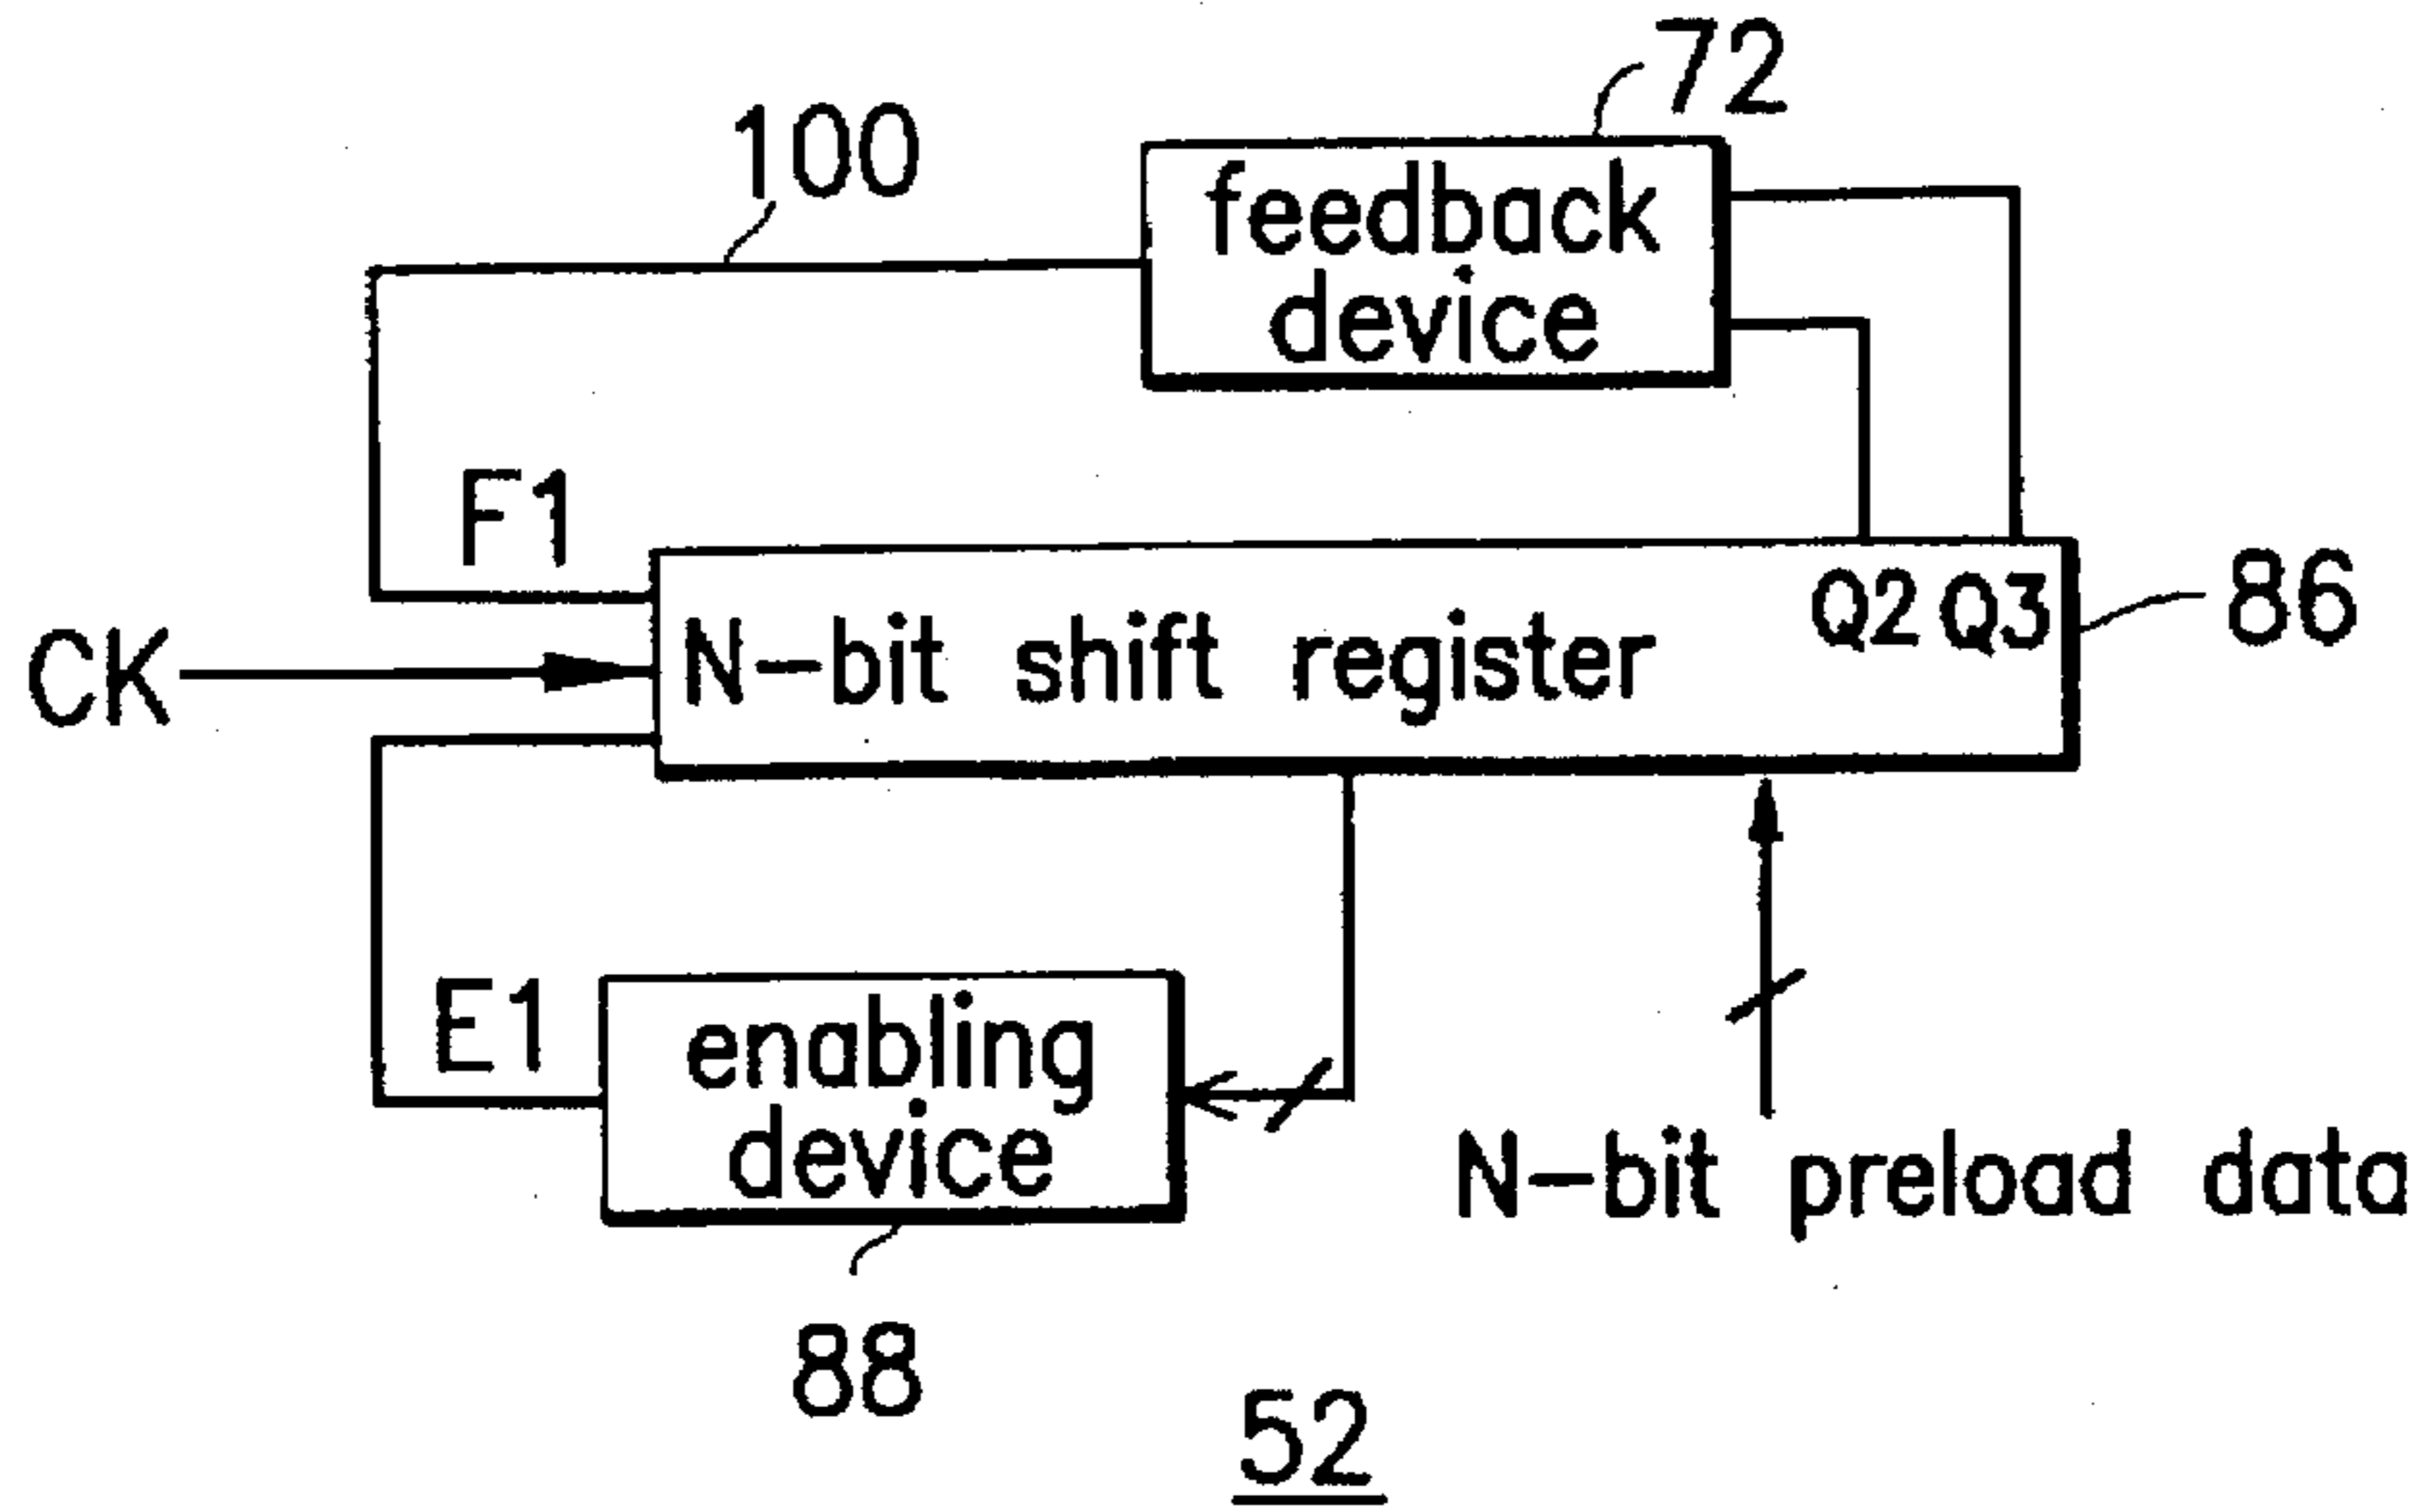 72
100
feedback
device
F1
Q2 Q3
86
CK
N-bit shift register
E1
enabling
device
N-bit preload data
88
52